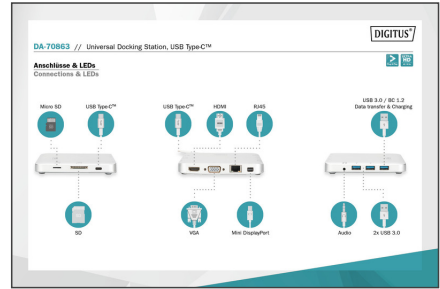 DIGITUS®
DA-70863 // Universal Docking Station, USB Type-C™
Anschlüsse & LEDs
Connections & LEDs
Micro SD
USB Type-C™
USB Type-C™
HDMI
RJ45
USB 3.0 / BC 1.2
Data transfer & Charging
SD
VGA
Mini DisplayPort
Audio
2x USB 3.0